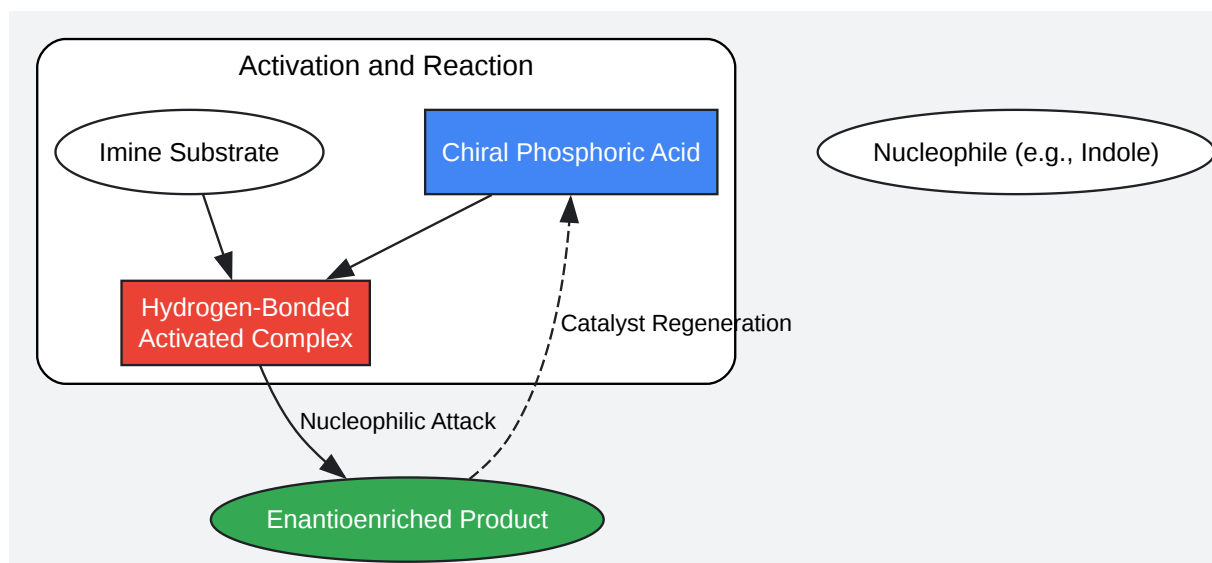 Activation and Reaction
Imine Substrate
Chiral Phosphoric Acid
Nucleophile (e.g., Indole)
Hydrogen-Bonded
Activated Complex
Catalyst Regeneration
Nucleophilic Attack
Enantioenriched Product